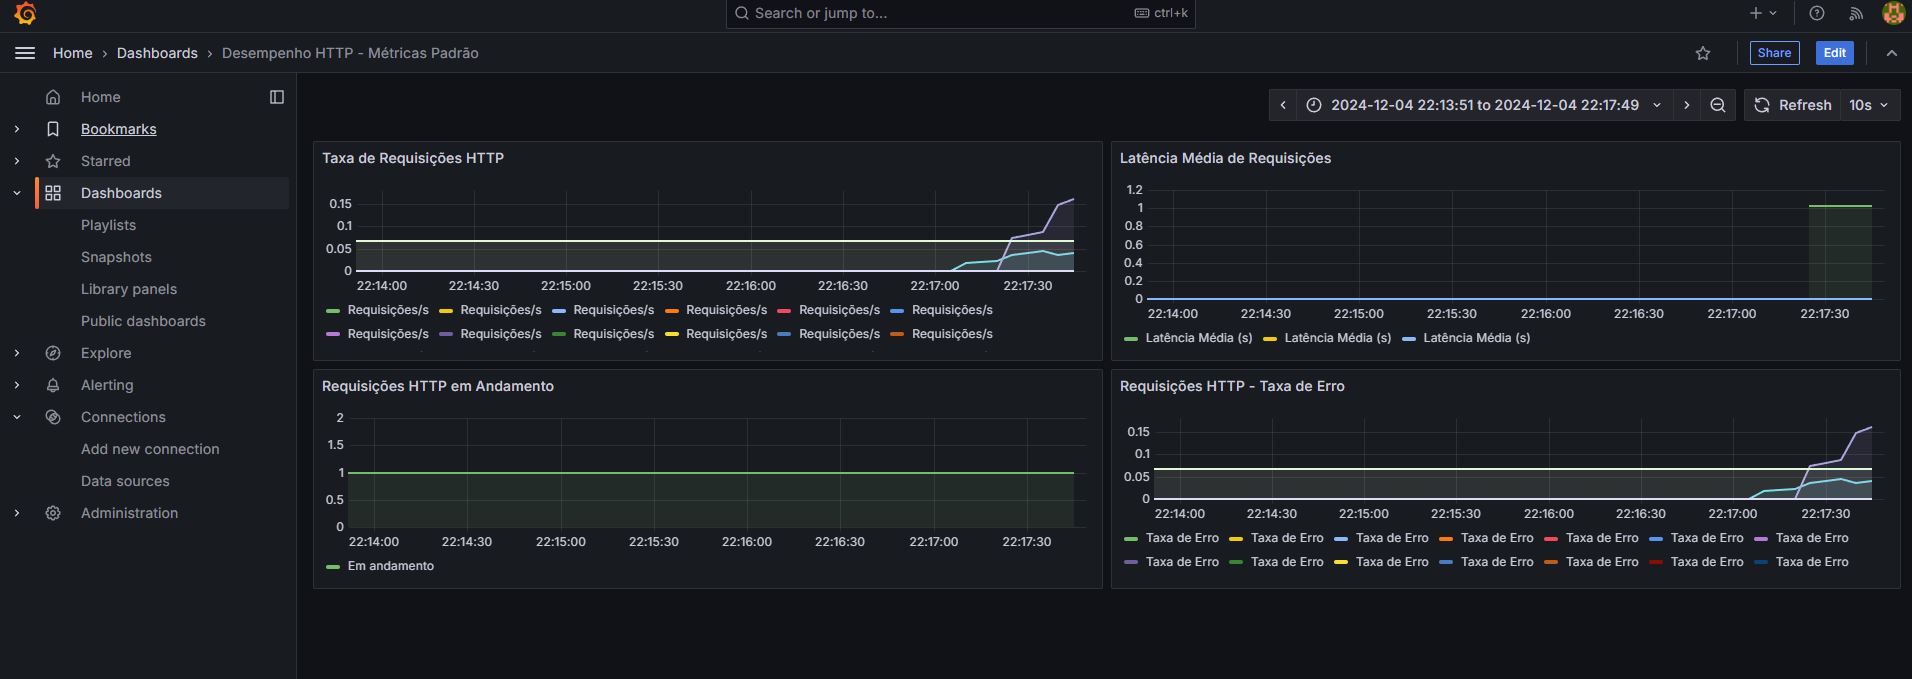 Search or jump to... ctrl+k
Home › Dashboards › Desempenho HTTP - Métricas Padrão
Share Edit
Home
Bookmarks
Starred
Dashboards
Playlists
Snapshots
Library panels
Public dashboards
Explore
Alerting
Connections
Add new connection
Data sources
Administration
2024-12-04 22:13:51 to 2024-12-04 22:17:49 Refresh 10s
Taxa de Requisições HTTP
0.15
0.1
0.05
0
22:14:00 22:14:30 22:15:00 22:15:30 22:16:00 22:16:30 22:17:00 22:17:30
Requisições/s Requisições/s Requisições/s Requisições/s Requisições/s Requisições/s
Requisições/s Requisições/s Requisições/s Requisições/s Requisições/s Requisições/s
Latência Média de Requisições
1.2
1
0.8
0.6
0.4
0.2
0
22:14:00 22:14:30 22:15:00 22:15:30 22:16:00 22:16:30 22:17:00 22:17:30
Latência Média (s) Latência Média (s) Latência Média (s)
Requisições HTTP em Andamento
2
1.5
1
0.5
0
22:14:00 22:14:30 22:15:00 22:15:30 22:16:00 22:16:30 22:17:00 22:17:30
Em andamento
Requisições HTTP - Taxa de Erro
0.15
0.1
0.05
0
22:14:00 22:14:30 22:15:00 22:15:30 22:16:00 22:16:30 22:17:00 22:17:30
Taxa de Erro Taxa de Erro Taxa de Erro Taxa de Erro Taxa de Erro Taxa de Erro Taxa de Erro
Taxa de Erro Taxa de Erro Taxa de Erro Taxa de Erro Taxa de Erro Taxa de Erro Taxa de Erro